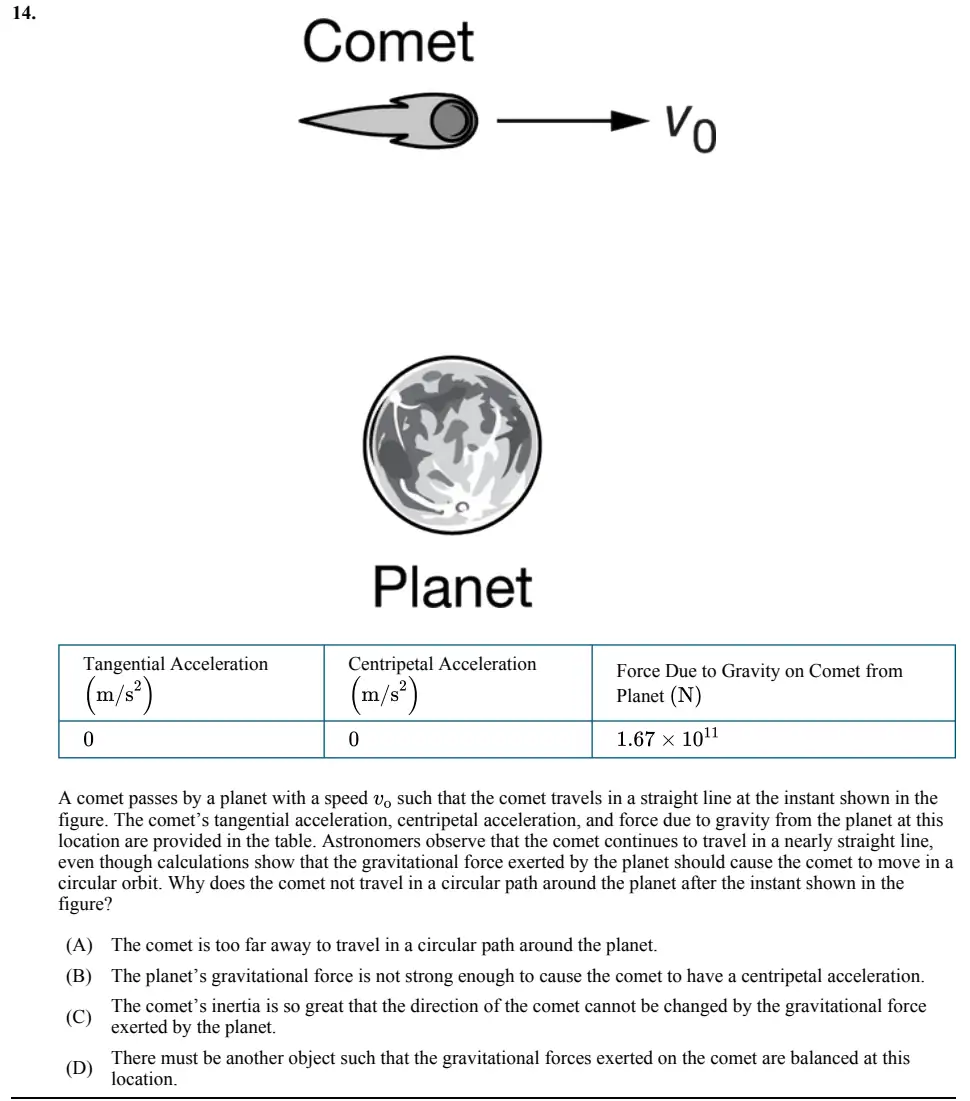 14.
Comet
v₀
Planet
Tangential Acceleration
(m/s²)
Centripetal Acceleration
(m/s²)
Force Due to Gravity on Comet from
Planet (N)
0
0
1.67 × 10¹¹
A comet passes by a planet with a speed vₒ such that the comet travels in a straight line at the instant shown in the
figure. The comet’s tangential acceleration, centripetal acceleration, and force due to gravity from the planet at this
location are provided in the table. Astronomers observe that the comet continues to travel in a nearly straight line,
even though calculations show that the gravitational force exerted by the planet should cause the comet to move in a
circular orbit. Why does the comet not travel in a circular path around the planet after the instant shown in the
figure?
(A) The comet is too far away to travel in a circular path around the planet.
(B) The planet’s gravitational force is not strong enough to cause the comet to have a centripetal acceleration.
(C) The comet’s inertia is so great that the direction of the comet cannot be changed by the gravitational force
exerted by the planet.
(D) There must be another object such that the gravitational forces exerted on the comet are balanced at this
location.